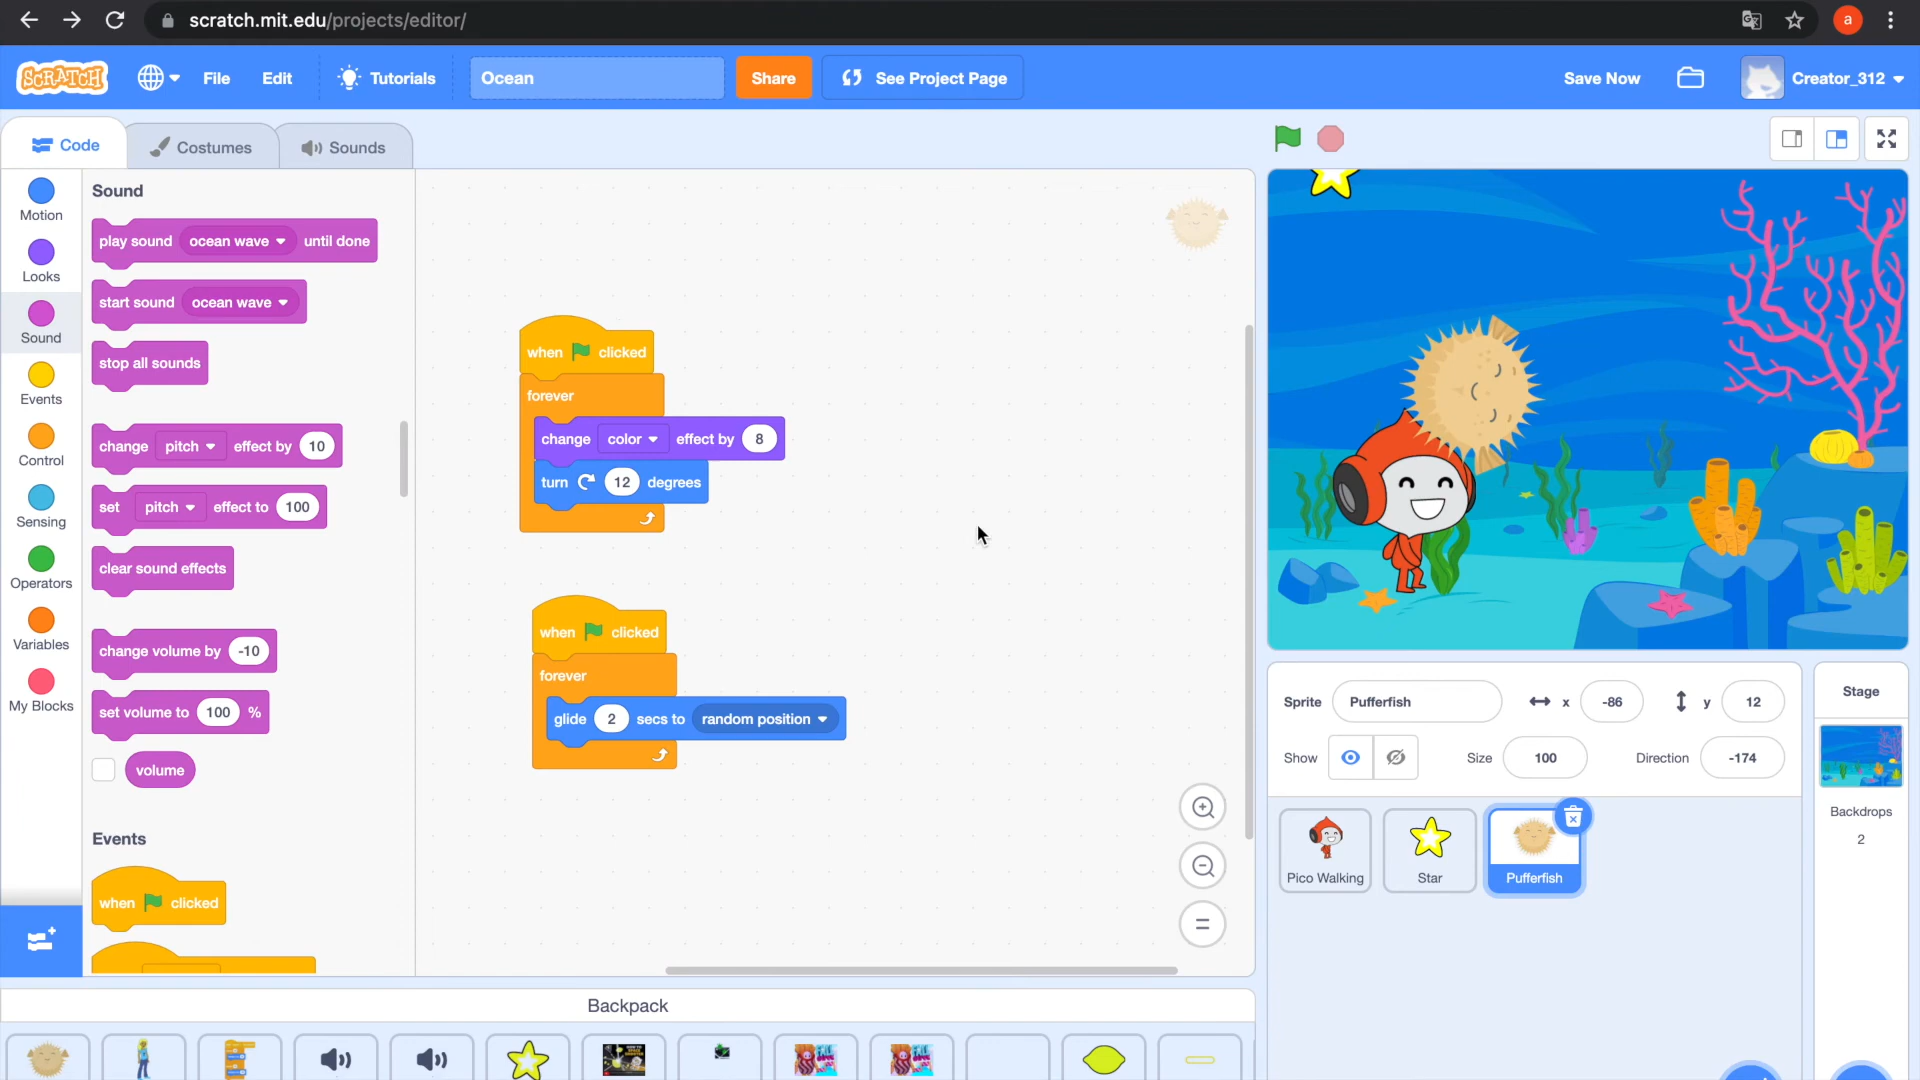 scratch.mit.edu/projects/editor/
a
SCRATCH
File
Edit
Tutorials
Ocean
Share
See Project Page
Save Now
Creator_312
Code
Costumes
Sounds
Motion
Looks
Sound
Events
Control
Sensing
Operators
Variables
My Blocks
Sound
play sound ocean wave until done
start sound ocean wave
stop all sounds
change pitch effect by 10
set pitch effect to 100
clear sound effects
change volume by -10
set volume to 100 %
volume
Events
when clicked
when clicked
forever
change color effect by 8
turn 12 degrees
when clicked
forever
glide 2 secs to random position
Sprite Pufferfish x -86 y 12
Show Size 100 Direction -174
Pico Walking
Star
Pufferfish
Stage
Backdrops
2
Backpack